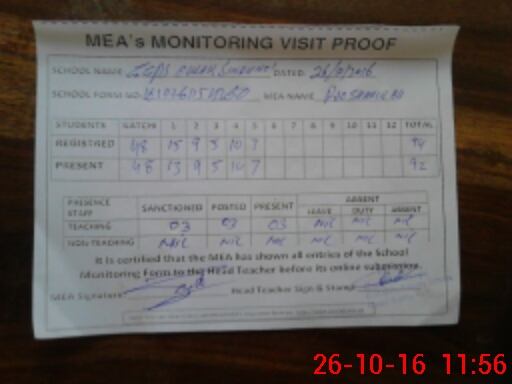 MEA's MONITORING VISIT PROOF
SCHOOL NAME DATED:
SCHOOL FORM NO: MEA NAME
STUDENTS KATCHI 1 2 3 4 5 6 7 8 9 10 11 12 TOTAL
REGISTRED 48 15 9 5 10 7 94
PRESENT 48 13 9 5 10 7 92
PRESENCE STAFF SANCTIONED POSTED PRESENT ABSENT
LEAVE DUTY ABSENT
TEACHING 03 03 03 NIL NIL NIL
NON TEACHING NIL NIL NIL NIL NIL NIL
It is certified that the MEA has shown all entries of the School
Monitoring Form to the Head Teacher before its online submission.
MEA Signature: Head Teacher Sign & Stamp:
26-10-16 11:56